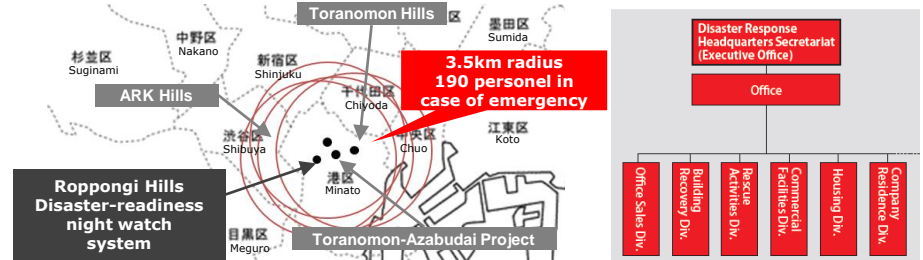 Toranomon Hills
区
墨田区
Sumida
中野区
Nakano
杉並区
Suginami
新宿区
Shinjuku
3.5km radius
190 personel in
case of emergency
ARK Hills
千代田区
Chiyoda
渋谷区
Shibuya
中央区
Chuo
江東区
Koto
Roppongi Hills
Disaster-readiness
night watch
system
港区
Minato
目黒区
Meguro
Toranomon-Azabudai Project
Disaster Response
Headquarters Secretariat
(Executive Office)
Office
Office Sales Div.
Building
Recovery Div.
Rescue
Activities Div.
Commercial
Facilities Div.
Housing Div.
Company
Residence Div.